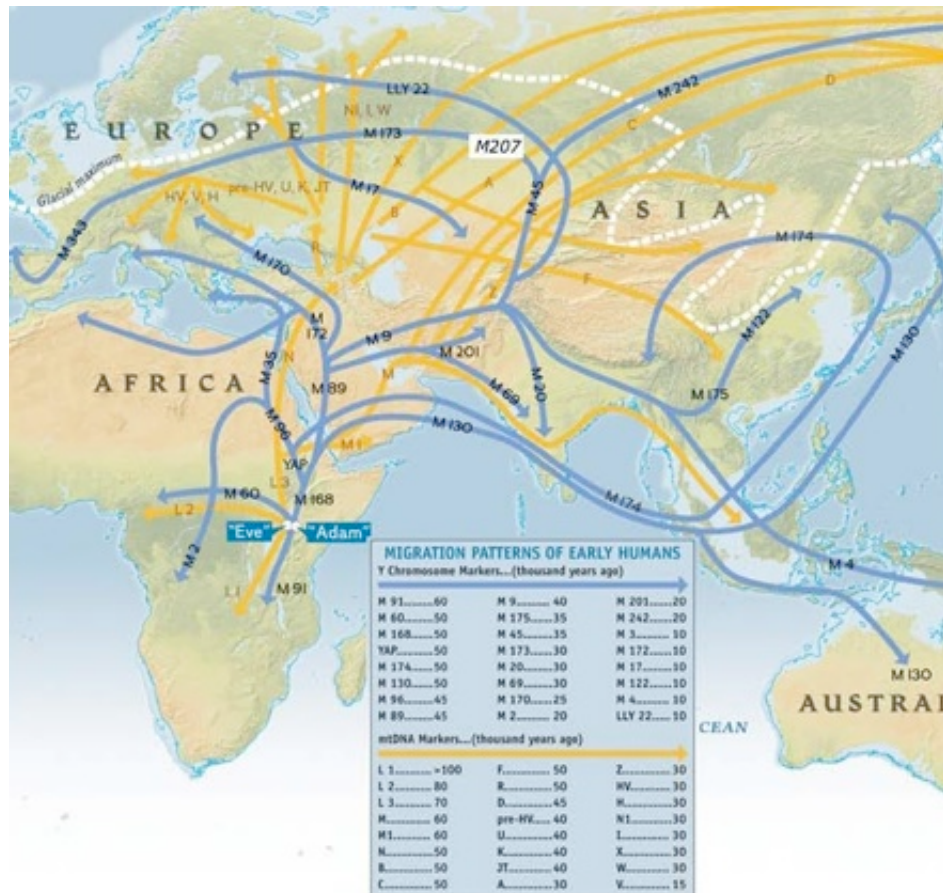 LLY 22
M 242
D
NI, I, W
C
EUROPE
M 173
M207
X
Glacial maximum
A
M 17
M 45
pre-HV, U, K, JT
HV, V, H
B
ASIA
M 343
M 174
R
F
M 170
Z
M 172
M 122
M 130
M 9
J
M 35
N
M 201
AFRICA
M
M 20
M 89
M 69
M 175
M 96
M 130
M 1
YAP
L 3
M 60
M 168
M 174
L 2
"Eve"
"Adam"
M 2
M 4
MIGRATION PATTERNS OF EARLY HUMANS
L 1
M 91
Y Chromosome Markers....(thousand years ago)
M 91.........60 M 9......... 40 M 201......20
M 60.........50 M 175......35 M 242......20
M 168......50 M 45.........35 M 3......... 10
YAP.........50 M 173......30 M 172......10
M 174......50 M 20.........30 M 17.........10
M 130......50 M 69.........30 M 122......10
M 96.........45 M 170......25 M 4......... 10
M 89.........45 M 2......... 20 LLY 22.....10
M 130
AUSTRAL
CEAN
mtDNA Markers....(thousand years ago)
L 1............ >100 F............ 50 Z............30
L 2............ 80 R............50 HV............30
L 3............ 70 D............45 H............30
M............ 60 pre-HV..... 40 N1............30
M1............ 60 U............40 I............30
N............ 50 K............ 40 X............ 30
B............ 50 JT............ 40 W............ 30
C............ 50 A............30 V............ 15